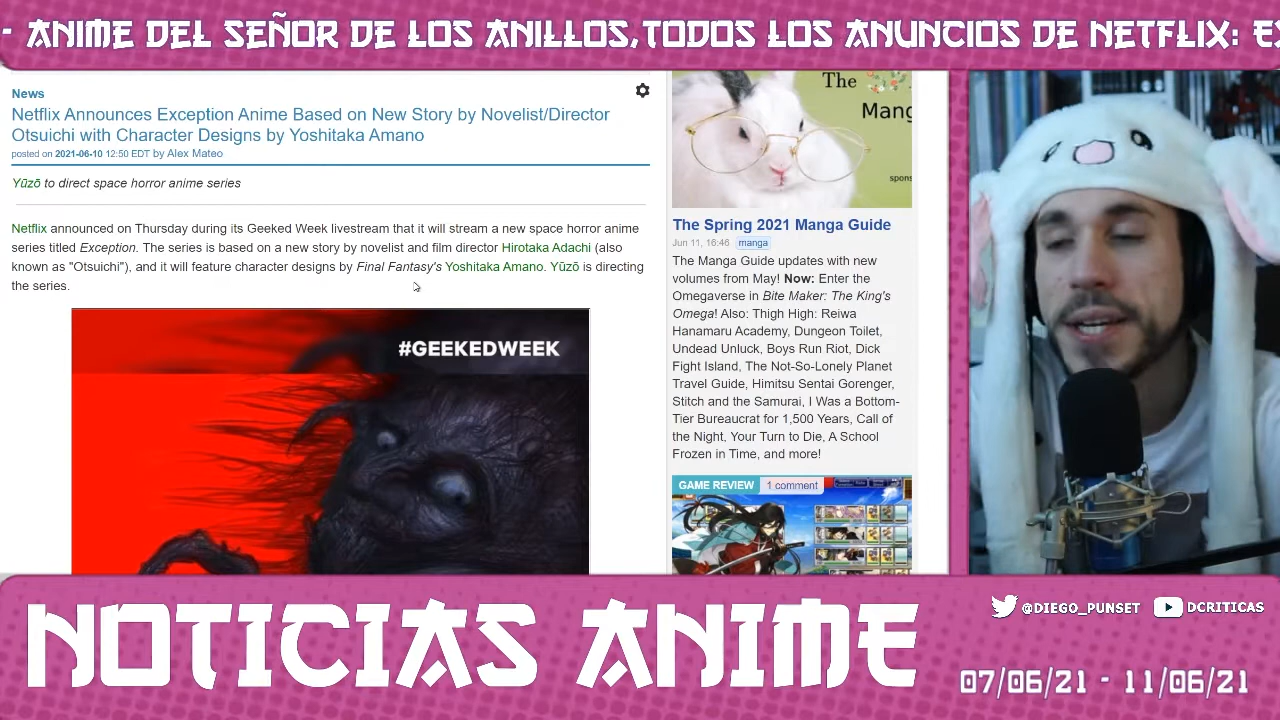 - ANIME DEL SEÑOR DE LOS ANILLOS,TODOS LOS ANUNCIOS DE NETFLIX:
News
Netflix Announces Exception Anime Based on New Story by Novelist/Director
Otsuichi with Character Designs by Yoshitaka Amano
posted on 2021-06-10 12:50 EDT by Alex Mateo
Yūzō to direct space horror anime series
Netflix announced on Thursday during its Geeked Week livestream that it will stream a new space horror anime
series titled Exception. The series is based on a new story by novelist and film director Hirotaka Adachi (also
known as "Otsuichi"), and it will feature character designs by Final Fantasy's Yoshitaka Amano. Yūzō is directing
the series.
#GEEKEDWEEK
The
Mang
spons
The Spring 2021 Manga Guide
Jun 11, 16:46 manga
The Manga Guide updates with new
volumes from May! Now: Enter the
Omegaverse in Bite Maker: The King's
Omega! Also: Thigh High: Reiwa
Hanamaru Academy, Dungeon Toilet,
Undead Unluck, Boys Run Riot, Dick
Fight Island, The Not-So-Lonely Planet
Travel Guide, Himitsu Sentai Gorenger,
Stitch and the Samurai, I Was a Bottom-
Tier Bureaucrat for 1,500 Years, Call of
the Night, Your Turn to Die, A School
Frozen in Time, and more!
GAME REVIEW 1 comment
NOTICIAS ANIME
@DIEGO_PUNSET DCRITICAS
07/06/21 - 11/06/21